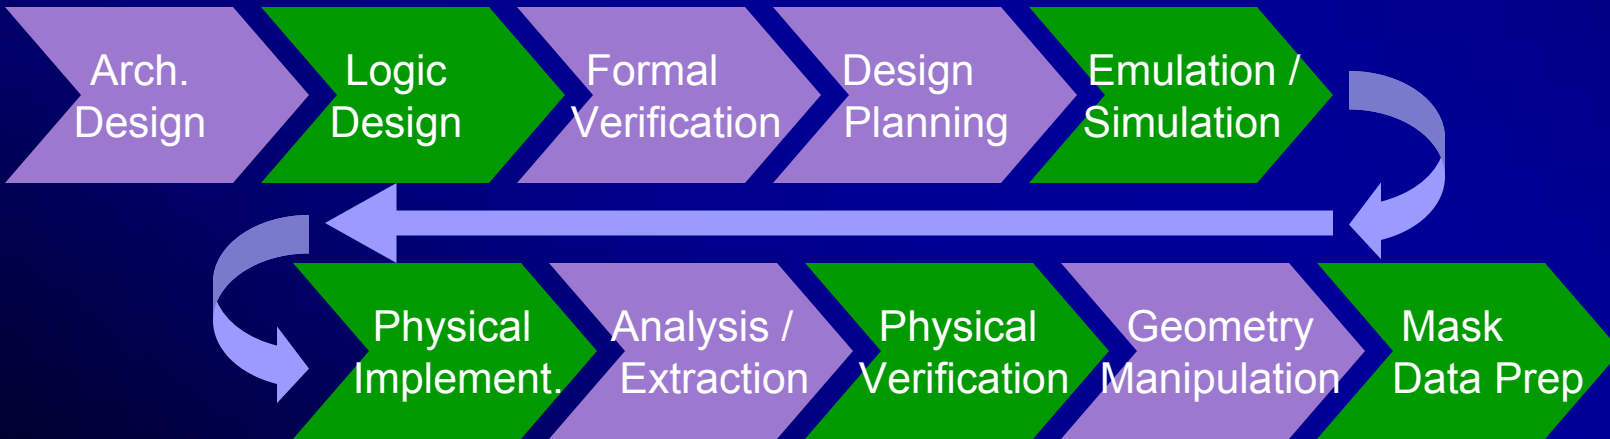 Arch.
Design
Logic
Design
Formal
Verification
Design
Planning
Emulation /
Simulation
Physical
Implement.
Analysis /
Extraction
Physical
Verification
Geometry
Manipulation
Mask
Data Prep